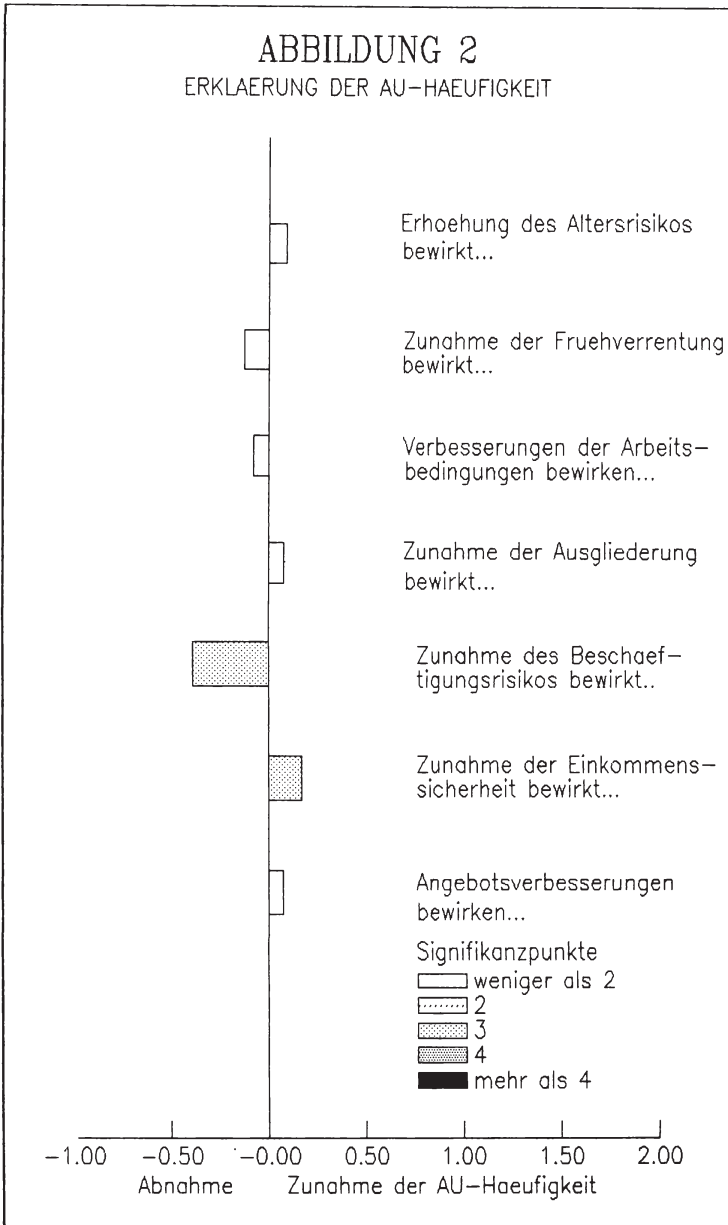 ABBILDUNG 2
ERKLAERUNG DER AU-HAEUFIGKEIT
Erhoehung des Altersrisikos
bewirkt...
Zunahme der Fruehverrentung
bewirkt...
Verbesserungen der Arbeits-
bedingungen bewirken...
Zunahme der Ausgliederung
bewirkt...
Zunahme des Beschaef-
tigungsrisikos bewirkt..
Zunahme der Einkommens-
sicherheit bewirkt...
Angebotsverbesserungen
bewirken...
Signifikanzpunkte
weniger als 2
2
3
4
mehr als 4
-1.00 -0.50 -0.00 0.50 1.00 1.50 2.00
Abnahme Zunahme der AU-Haeufigkeit